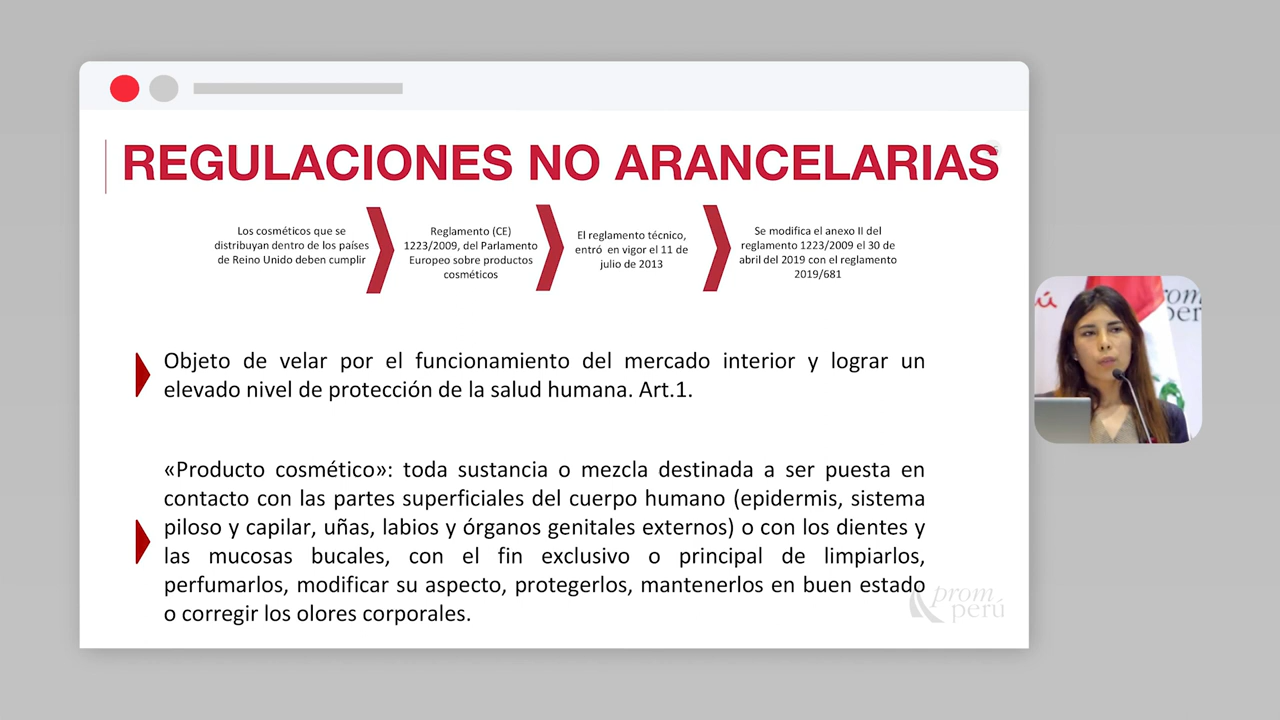 REGULACIONES NO ARANCELARIAS
Los cosméticos que se
distribuyan dentro de los países
de Reino Unido deben cumplir
Reglamento (CE)
1223/2009, del Parlamento
Europeo sobre productos
cosméticos
El reglamento técnico,
entró en vigor el 11 de
julio de 2013
Se modifica el anexo II del
reglamento 1223/2009 el 30 de
abril del 2019 con el reglamento
2019/681
Objeto de velar por el funcionamiento del mercado interior y lograr un
elevado nivel de protección de la salud humana. Art.1.
«Producto cosmético»: toda sustancia o mezcla destinada a ser puesta en
contacto con las partes superficiales del cuerpo humano (epidermis, sistema
piloso y capilar, uñas, labios y órganos genitales externos) o con los dientes y
las mucosas bucales, con el fin exclusivo o principal de limpiarlos,
perfumarlos, modificar su aspecto, protegerlos, mantenerlos en buen estado
o corregir los olores corporales.
prom
perú